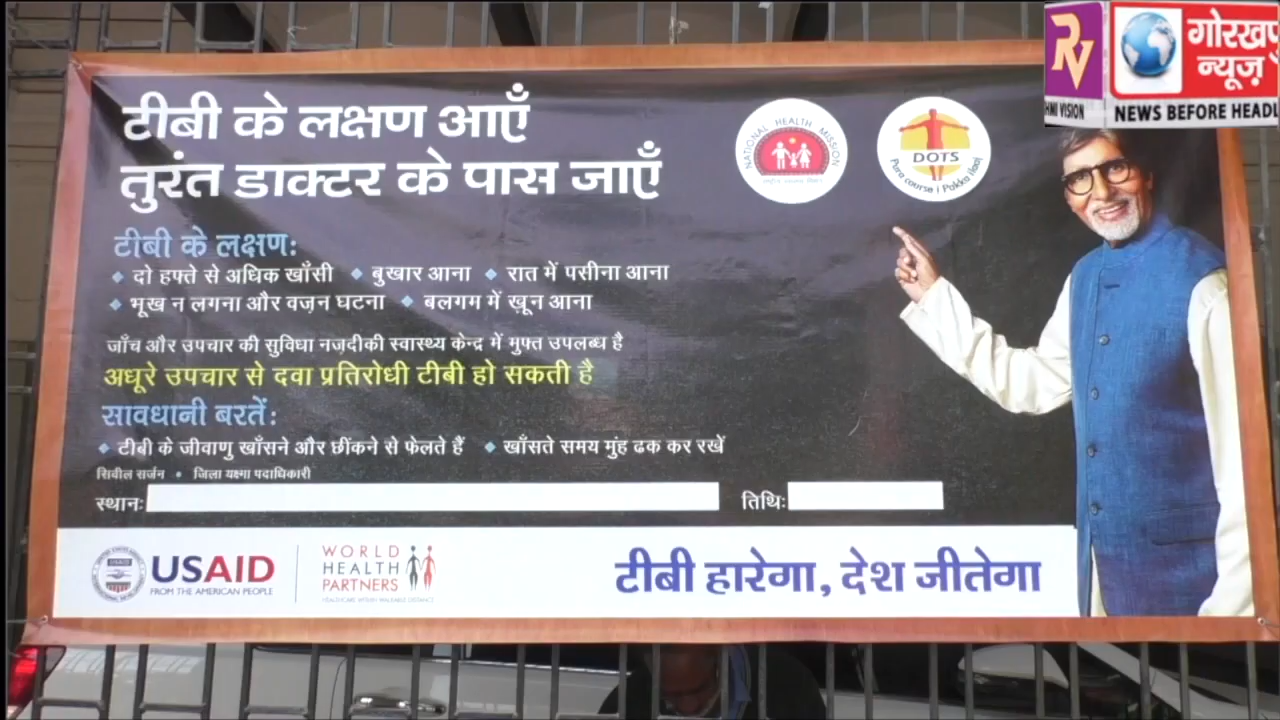 टीबी के लक्षण आएँ
तुरंत डाक्टर के पास जाएँ
NATIONAL HEALTH MISSION
DOTS
Pura course
टीबी के लक्षण:
दो हफ्ते से अधिक खाँसी ◆ बुखार आना ◆ रात में पसीना आना
भूख न लगना और वज़न घटना ◆ बलगम में ख़ून आना
जाँच और उपचार की सुविधा नज़दीकी स्वास्थ्य केन्द्र में मुफ्त उपलब्ध है
अधूरे उपचार से दवा प्रतिरोधी टीबी हो सकती है
सावधानी बरतें:
टीबी के जीवाणु खाँसने और छींकने से फेलते हैं ◆ खाँसते समय मुंह ढक कर रखें
सिवील सर्जन • जिला यक्ष्मा पदाधिकारी
स्थान: तिथि:
USAID
FROM THE AMERICAN PEOPLE
WORLD
HEALTH
PARTNERS
टीबी हारेगा, देश जीतेगा
RV
HNI VISION
गोरखप
न्यूज़
NEWS BEFORE HEADL